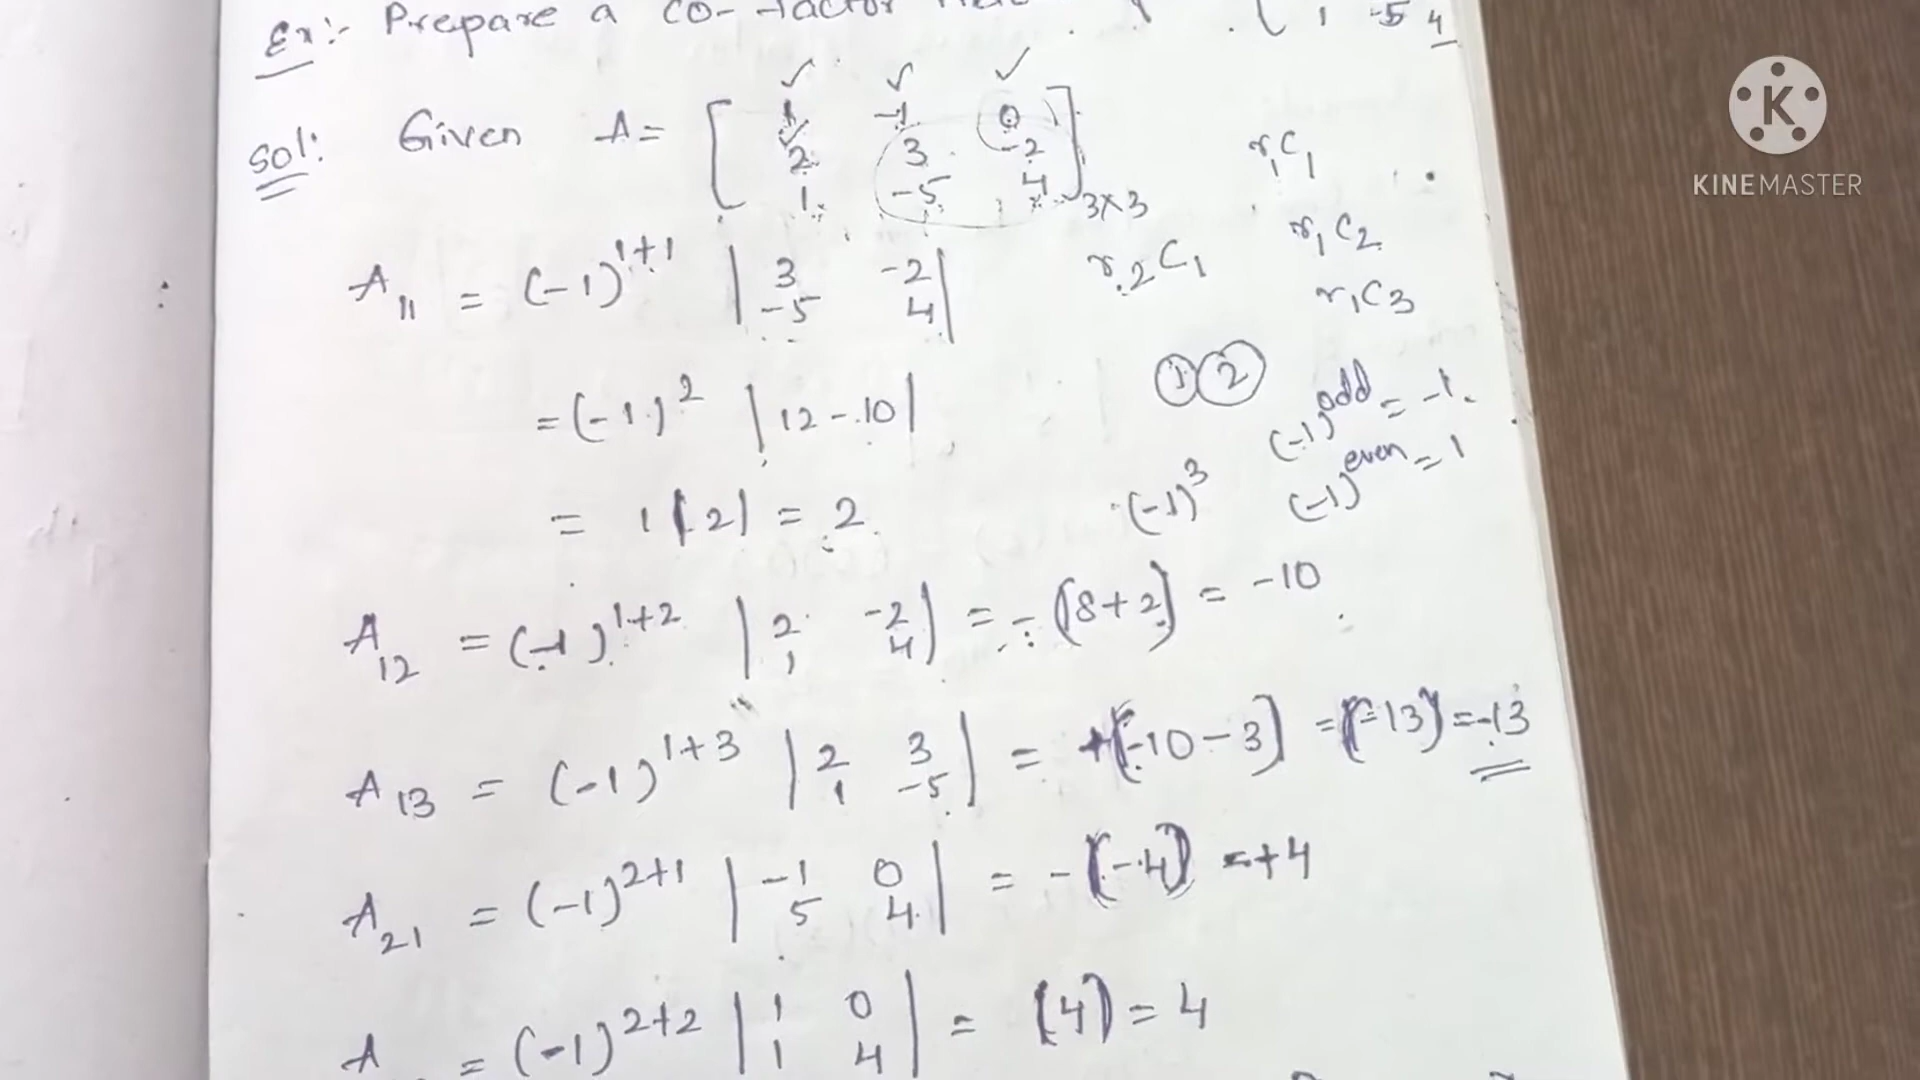 Ex:- Prepare a co-factor
1 -5 4
Sol: Given A = [ 1 -1 0
2 3 -2
1 -5 4 ] 3×3
r1C1
r1C2
r2C1
r1C3
A11 = (-1)^1+1 | 3 -2
-5 4 |
= (-1)^2 | 12 - 10 |
1 2
(-1)^odd = -1
(-1)^even = 1
(-1)^3
= 1 (2) = 2
A12 = (-1)^1+2 | 2 -2
1 4 | = -(8+2) = -10
A13 = (-1)^1+3 | 2 3
1 -5 | = +(-10-3) = (-13) = -13
A21 = (-1)^2+1 | -1 0
5 4 | = -(-4) = +4
A = (-1)^2+2 | 1 0
1 4 | = (4) = 4
K
KINEMASTER